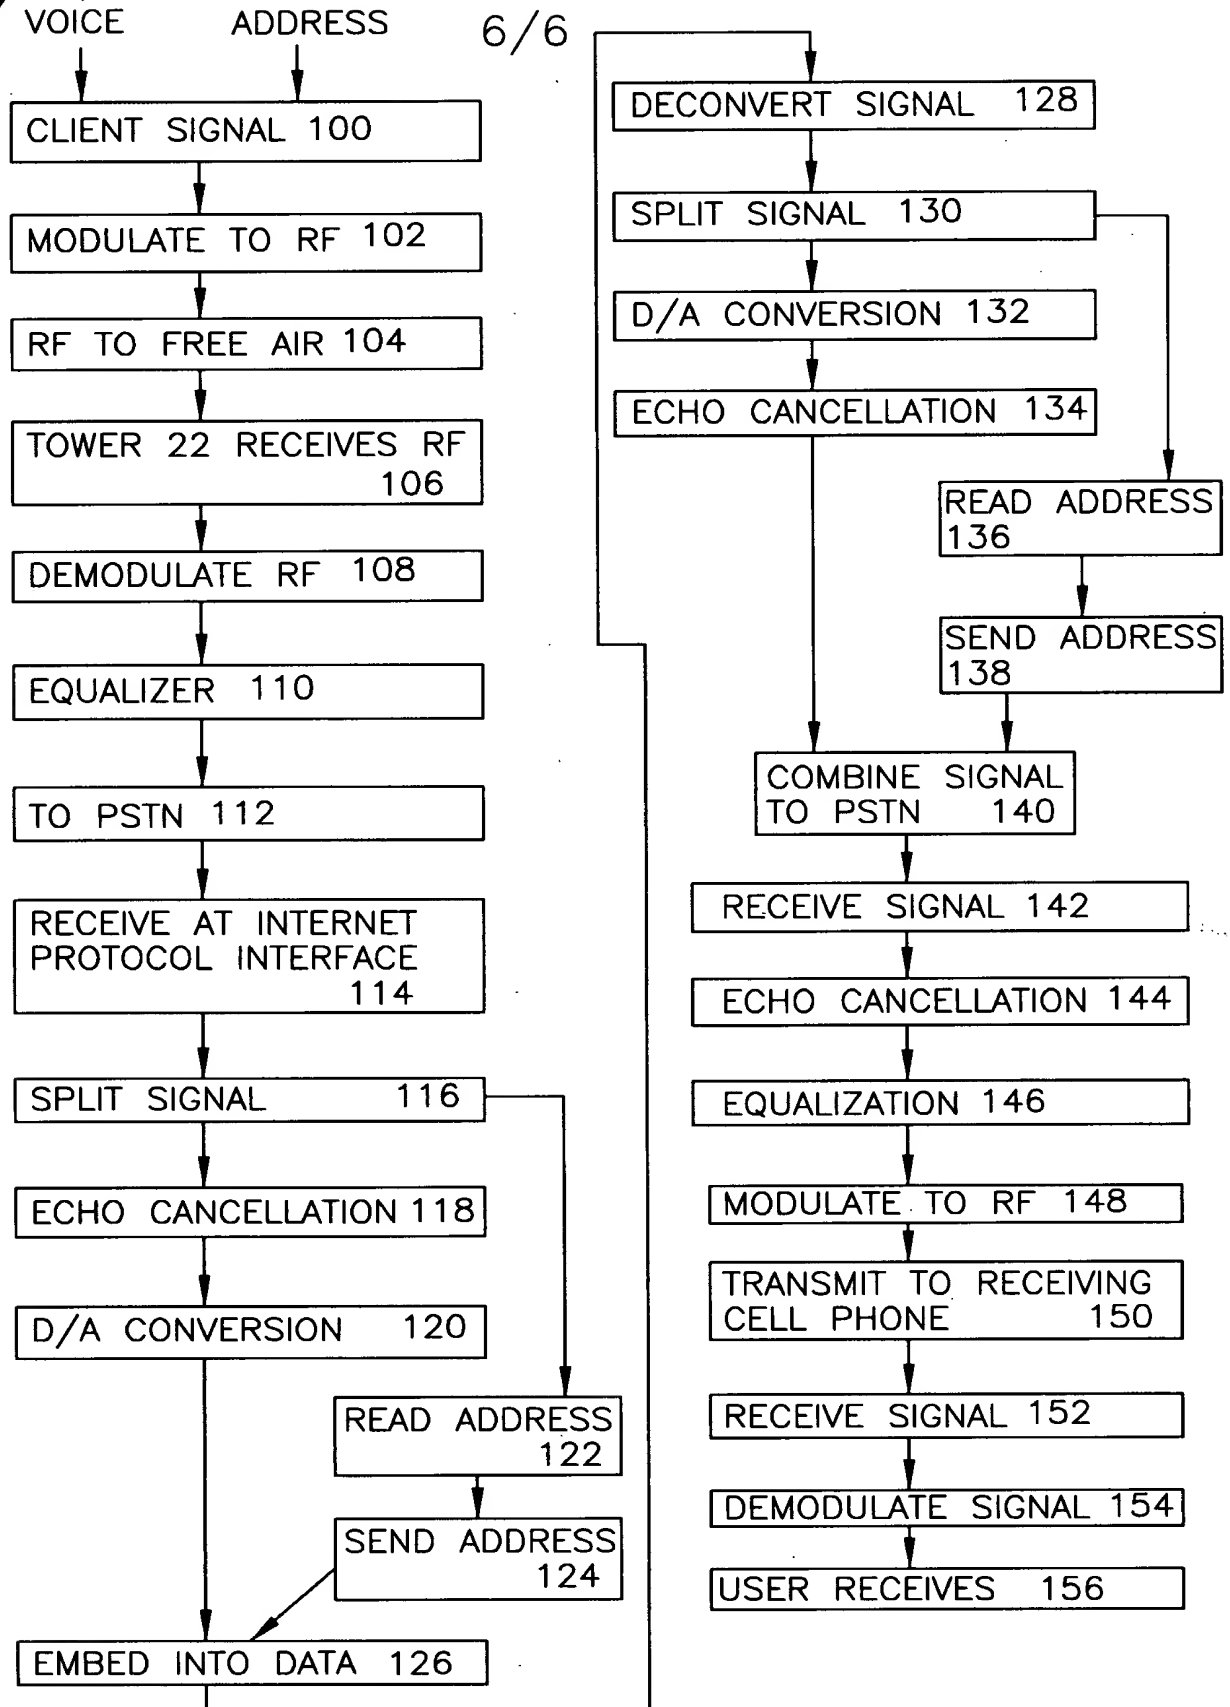 VOICE ADDRESS
6/6
CLIENT SIGNAL 100
MODULATE TO RF 102
RF TO FREE AIR 104
TOWER 22 RECEIVES RF
106
DEMODULATE RF 108
EQUALIZER 110
TO PSTN 112
RECEIVE AT INTERNET
PROTOCOL INTERFACE
114
SPLIT SIGNAL 116
ECHO CANCELLATION 118
D/A CONVERSION 120
READ ADDRESS
122
SEND ADDRESS
124
EMBED INTO DATA 126
DECONVERT SIGNAL 128
SPLIT SIGNAL 130
D/A CONVERSION 132
ECHO CANCELLATION 134
READ ADDRESS
136
SEND ADDRESS
138
COMBINE SIGNAL
TO PSTN 140
RECEIVE SIGNAL 142
ECHO CANCELLATION 144
EQUALIZATION 146
MODULATE TO RF 148
TRANSMIT TO RECEIVING
CELL PHONE 150
RECEIVE SIGNAL 152
DEMODULATE SIGNAL 154
USER RECEIVES 156